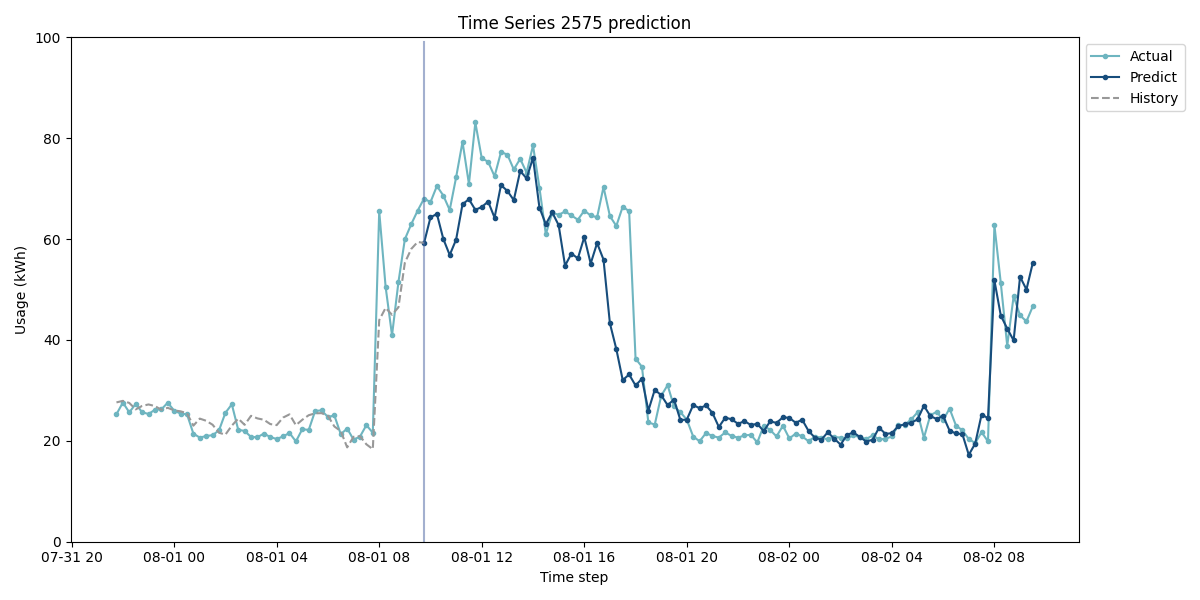 Time Series 2575 prediction
Usage (kWh)
100
80
60
40
20
0
07-31 20
08-01 00
08-01 04
08-01 08
08-01 12
08-01 16
08-01 20
08-02 00
08-02 04
08-02 08
Time step
Actual
Predict
History